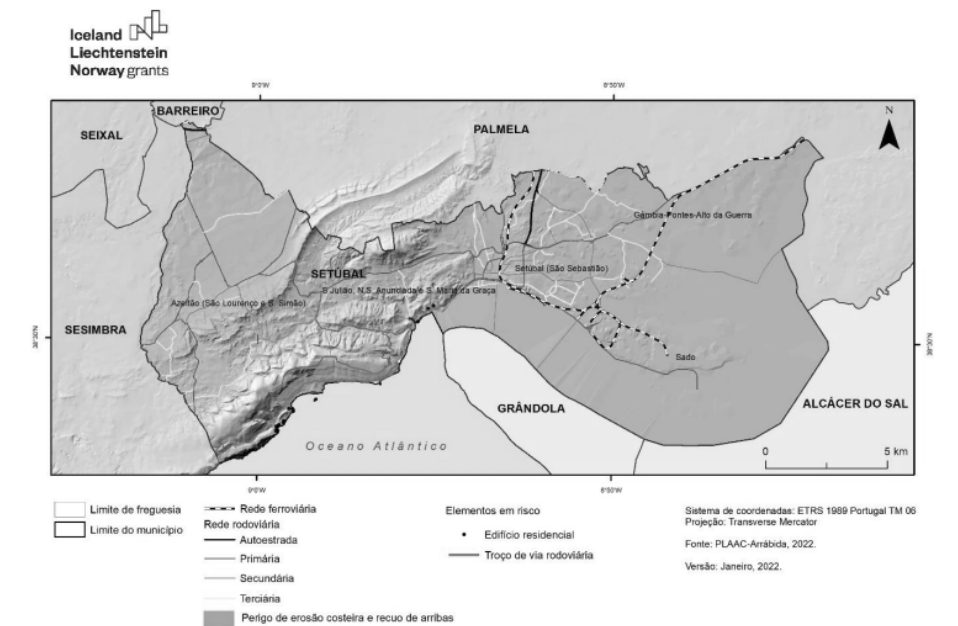 Iceland
Liechtenstein
Norway grants
9°0'W
8°50'W
BARREIRO
SEIXAL
PALMELA
N
Gâmbia-Pontes-Alto da Guerra
SETÚBAL
Setúbal (São Sebastião)
S Julião, N.S. Anunciada e S. Maria da Graça
Azeitão (São Lourenço e S. Simão)
SESIMBRA
38°30'N
38°30'N
Sado
GRÂNDOLA
ALCÁCER DO SAL
Oceano Atlântico
0
5 km
9°0'W
8°50'W
Limite de freguesia
Limite do município
Rede ferroviária
Rede rodoviária
Autoestrada
Primária
Secundária
Terciária
Perigo de erosão costeira e recuo de arribas
Elementos em risco
Edifício residencial
Troço de via rodoviária
Sistema de coordenadas: ETRS 1989 Portugal TM 06
Projeção: Transverse Mercator
Fonte: PLAAC-Arrábida, 2022.
Versão: Janeiro, 2022.